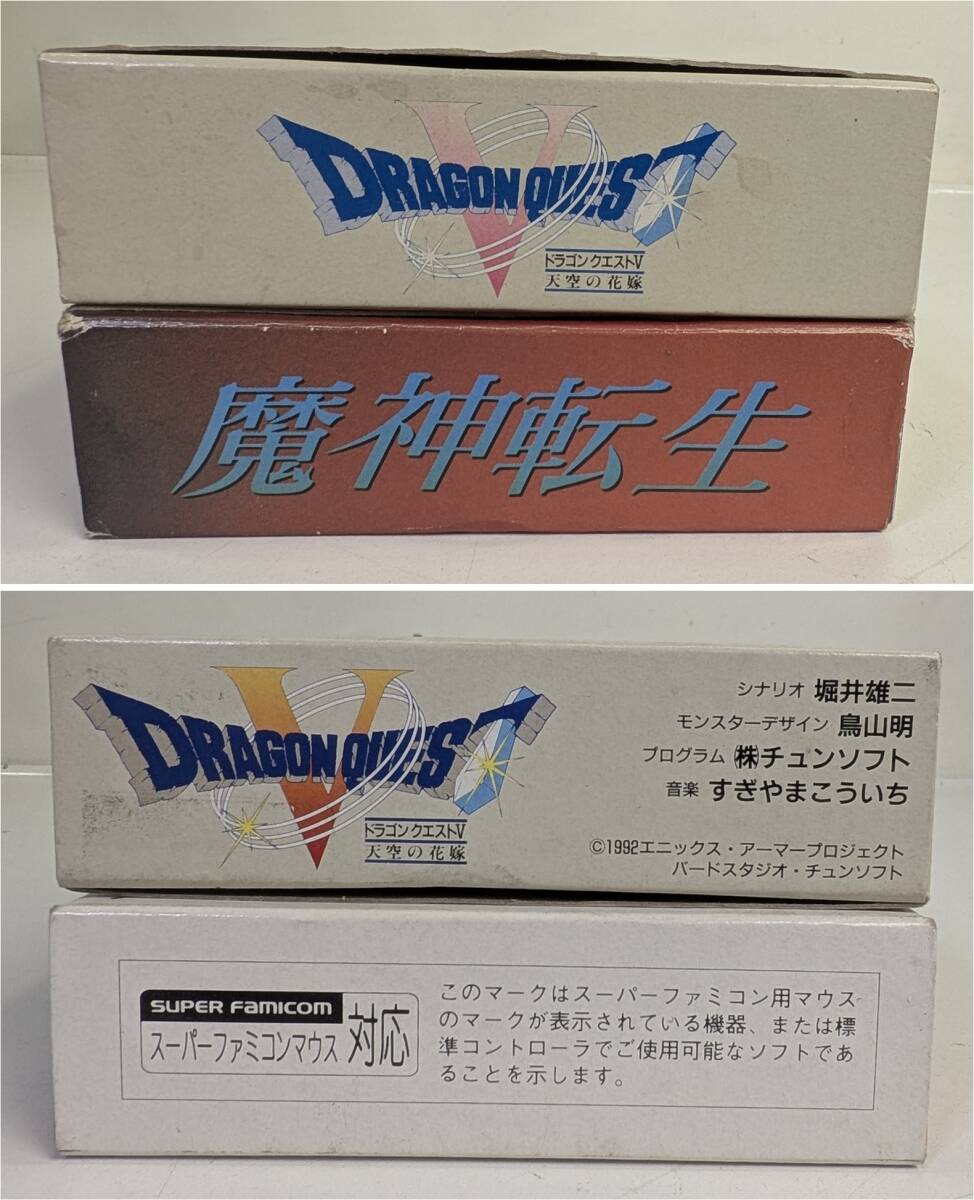 DRAGON QUEST
V
ドラゴンクエストV
天空の花嫁
魔神転生
DRAGON QUEST
V
ドラゴンクエストV
天空の花嫁
シナリオ 堀井雄二
モンスターデザイン 鳥山明
プログラム ㈱チュンソフト
音楽 すぎやまこういち
©1992エニックス・アーマープロジェクト
バードスタジオ・チュンソフト
SUPER FAMICOM
スーパーファミコンマウス 対応
このマークはスーパーファミコン用マウス
のマークが表示されている機器、または標
準コントローラでご使用可能なソフトであ
ることを示します。